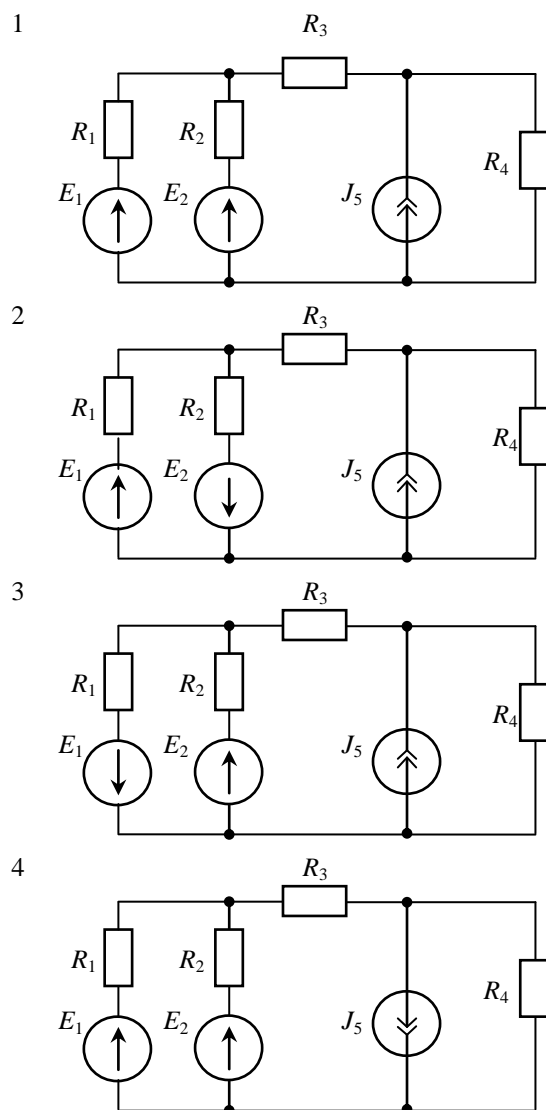 1 R₃
R₁ R₂
E₁ E₂ J₅ R₄
2 R₃
R₁ R₂
E₁ E₂ J₅ R₄
3 R₃
R₁ R₂
E₁ E₂ J₅ R₄
4 R₃
R₁ R₂
E₁ E₂ J₅ R₄